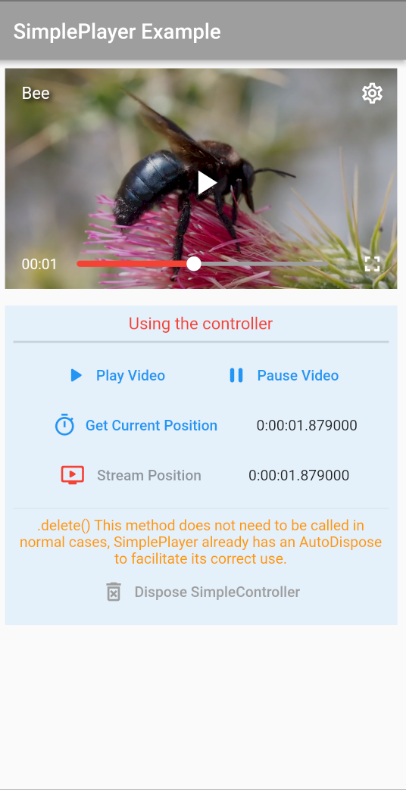 SimplePlayer Example
Bee
00:01
Using the controller
Play Video
Pause Video
Get Current Position
0:00:01.879000
Stream Position
0:00:01.879000
.delete() This method does not need to be called in
normal cases, SimplePlayer already has an AutoDispose
to facilitate its correct use.
Dispose SimpleController